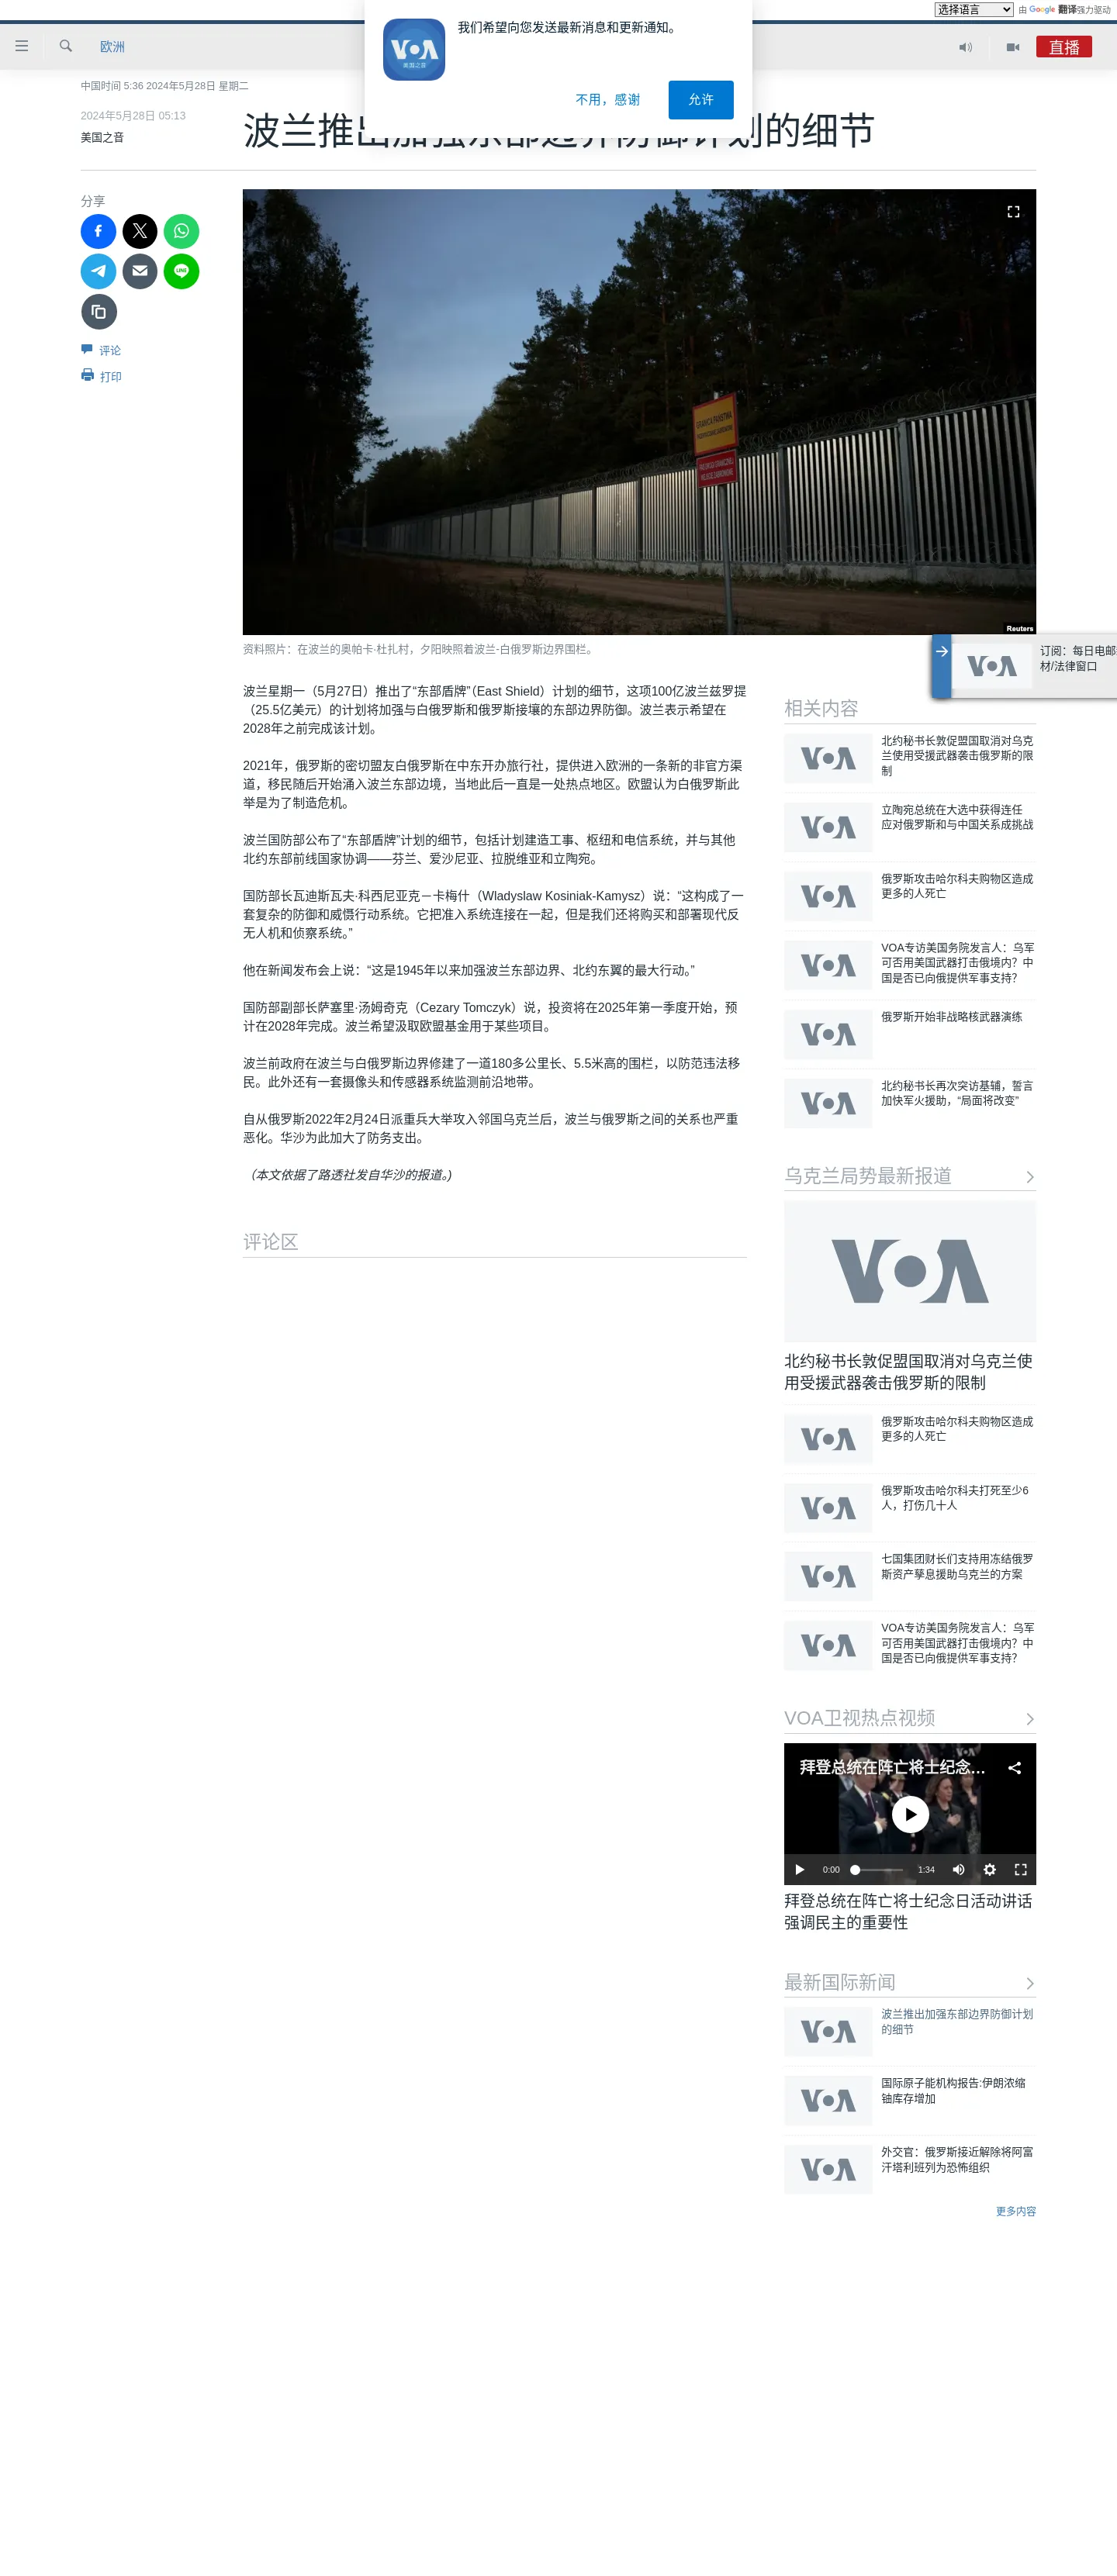 选择语言
由 Google 翻译强力驱动
欧洲
直播
VOA
美国之音
我们希望向您发送最新消息和更新通知。
不用，感谢
允许
中国时间 5:36 2024年5月28日 星期二
2024年5月28日 05:13
美国之音
波兰推出加强东部边界防御计划的细节
分享
评论
打印
GRANICA PAŃSTWA
Reuters
资料照片：在波兰的奥帕卡·杜扎村，夕阳映照着波兰-白俄罗斯边界围栏。
VOA
订阅：每日电邮
材/法律窗口
波兰星期一（5月27日）推出了“东部盾牌”（East Shield）计划的细节，这项100亿波兰兹罗提
（25.5亿美元）的计划将加强与白俄罗斯和俄罗斯接壤的东部边界防御。波兰表示希望在
2028年之前完成该计划。
2021年，俄罗斯的密切盟友白俄罗斯在中东开办旅行社，提供进入欧洲的一条新的非官方渠
道，移民随后开始涌入波兰东部边境，当地此后一直是一处热点地区。欧盟认为白俄罗斯此
举是为了制造危机。
波兰国防部公布了“东部盾牌”计划的细节，包括计划建造工事、枢纽和电信系统，并与其他
北约东部前线国家协调——芬兰、爱沙尼亚、拉脱维亚和立陶宛。
国防部长瓦迪斯瓦夫·科西尼亚克－卡梅什（Wladyslaw Kosiniak-Kamysz）说：“这构成了一
套复杂的防御和威慑行动系统。它把准入系统连接在一起，但是我们还将购买和部署现代反
无人机和侦察系统。”
他在新闻发布会上说：“这是1945年以来加强波兰东部边界、北约东翼的最大行动。”
国防部副部长萨塞里·汤姆奇克（Cezary Tomczyk）说，投资将在2025年第一季度开始，预
计在2028年完成。波兰希望汲取欧盟基金用于某些项目。
波兰前政府在波兰与白俄罗斯边界修建了一道180多公里长、5.5米高的围栏，以防范违法移
民。此外还有一套摄像头和传感器系统监测前沿地带。
自从俄罗斯2022年2月24日派重兵大举攻入邻国乌克兰后，波兰与俄罗斯之间的关系也严重
恶化。华沙为此加大了防务支出。
（本文依据了路透社发自华沙的报道。)
评论区
相关内容
VOA
北约秘书长敦促盟国取消对乌克
兰使用受援武器袭击俄罗斯的限
制
VOA
立陶宛总统在大选中获得连任
应对俄罗斯和与中国关系成挑战
VOA
俄罗斯攻击哈尔科夫购物区造成
更多的人死亡
VOA
VOA专访美国务院发言人：乌军
可否用美国武器打击俄境内？中
国是否已向俄提供军事支持？
VOA
俄罗斯开始非战略核武器演练
VOA
北约秘书长再次突访基辅，誓言
加快军火援助，“局面将改变”
乌克兰局势最新报道
VOA
北约秘书长敦促盟国取消对乌克兰使
用受援武器袭击俄罗斯的限制
VOA
俄罗斯攻击哈尔科夫购物区造成
更多的人死亡
VOA
俄罗斯攻击哈尔科夫打死至少6
人，打伤几十人
VOA
七国集团财长们支持用冻结俄罗
斯资产孳息援助乌克兰的方案
VOA
VOA专访美国务院发言人：乌军
可否用美国武器打击俄境内？中
国是否已向俄提供军事支持？
VOA卫视热点视频
拜登总统在阵亡将士纪念...
VOA
0:00
1:34
拜登总统在阵亡将士纪念日活动讲话
强调民主的重要性
最新国际新闻
VOA
波兰推出加强东部边界防御计划
的细节
VOA
国际原子能机构报告:伊朗浓缩
铀库存增加
VOA
外交官：俄罗斯接近解除将阿富
汗塔利班列为恐怖组织
更多内容